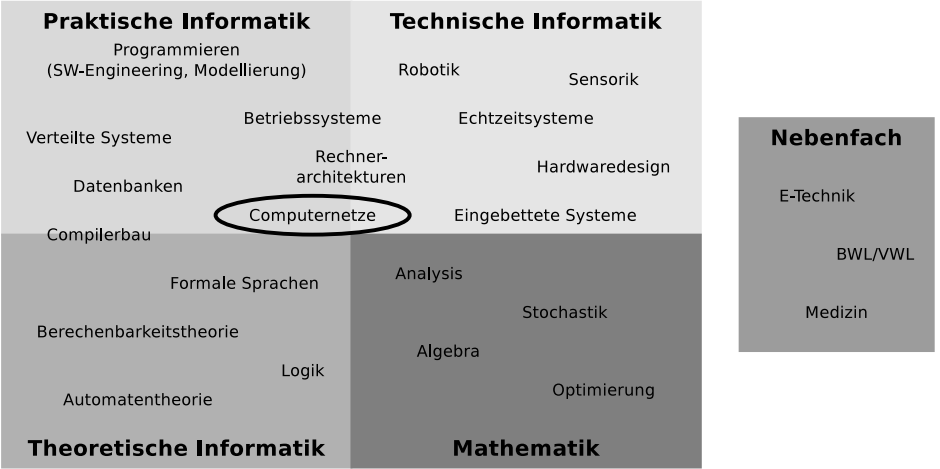 Praktische Informatik
Programmieren
(SW-Engineering, Modellierung)
Betriebssysteme
Verteilte Systeme
Rechner-
architekturen
Datenbanken
Computernetze
Compilerbau
Technische Informatik
Robotik
Sensorik
Echtzeitsysteme
Hardwaredesign
Eingebettete Systeme
Formale Sprachen
Berechenbarkeitstheorie
Logik
Automatentheorie
Theoretische Informatik
Analysis
Stochastik
Algebra
Optimierung
Mathematik
Nebenfach
E-Technik
BWL/VWL
Medizin